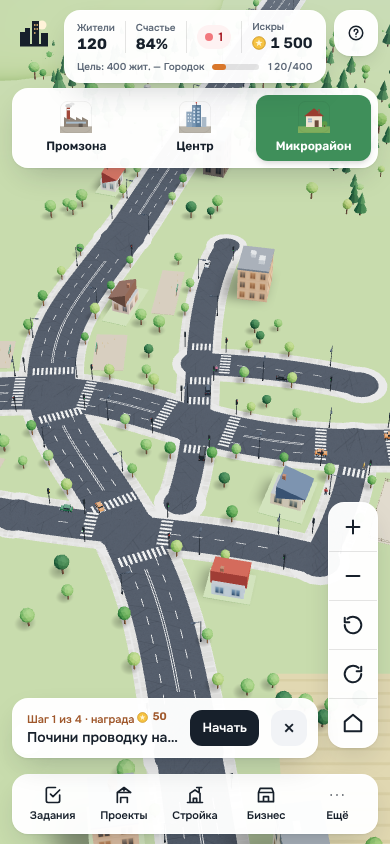 Жители Счастье Искры
120 84% 1 1 500
Цель: 400 жит. — Городок 120/400
Промзона Центр Микрорайон
Шаг 1 из 4 · награда 50
Почини проводку на...
Начать
Задания Проекты Стройка Бизнес Ещё